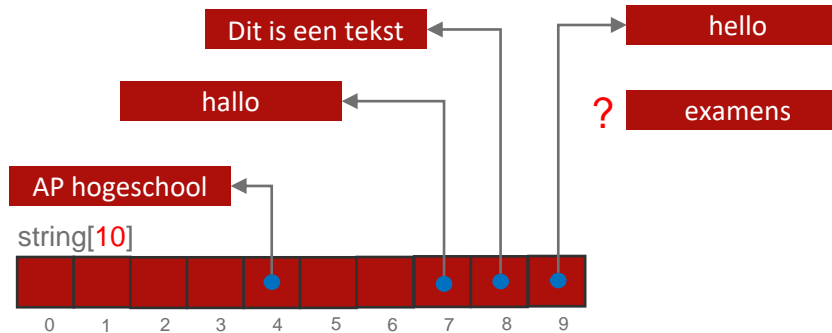 Dit is een tekst
hello
hallo
? examens
AP hogeschool
string[10]
0 1 2 3 4 5 6 7 8 9